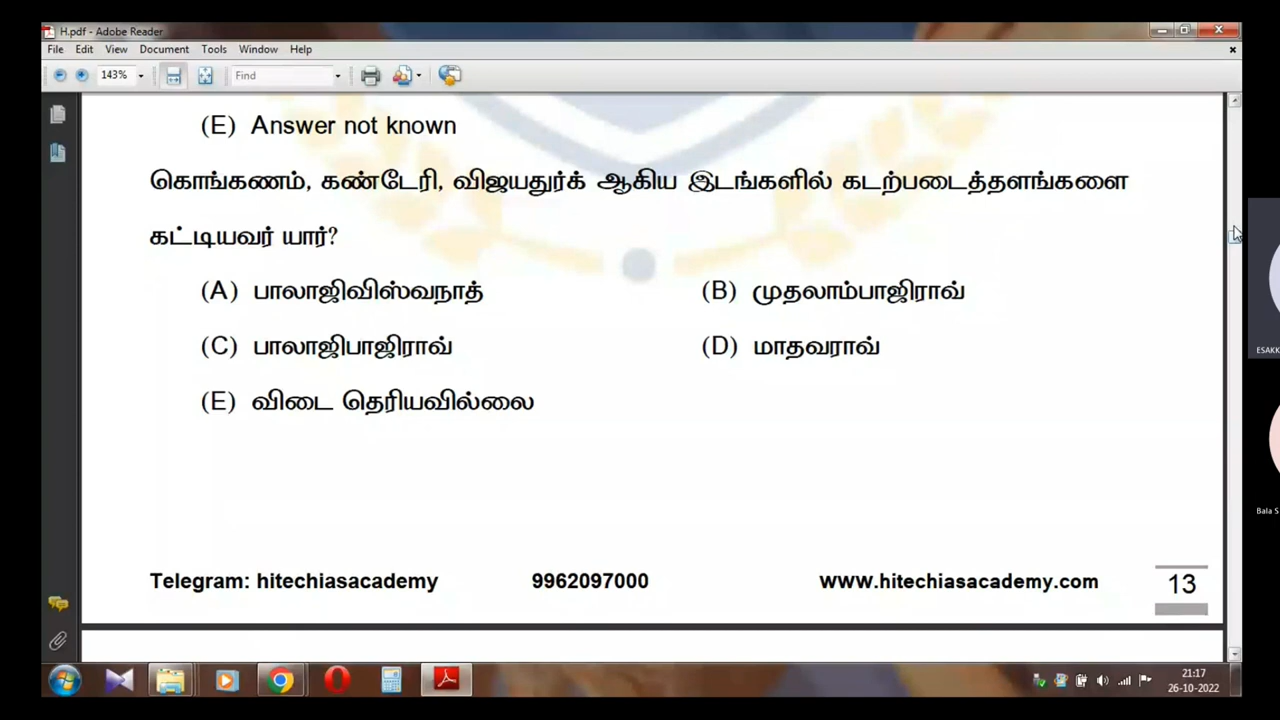 H.pdf - Adobe Reader
File Edit View Document Tools Window Help
143% Find
(E) Answer not known
கொங்கணம், கண்டேரி, விஜயதுர்க் ஆகிய இடங்களில் கடற்படைத்தளங்களை
கட்டியவர் யார்?
(A) பாலாஜிவிஸ்வநாத் (B) முதலாம்பாஜிராவ்
(C) பாலாஜிபாஜிராவ் (D) மாதவராவ்
(E) விடை தெரியவில்லை
ESAKK
Bala S
Telegram: hitechiasacademy 9962097000 www.hitechiasacademy.com 13
21:17
26-10-2022